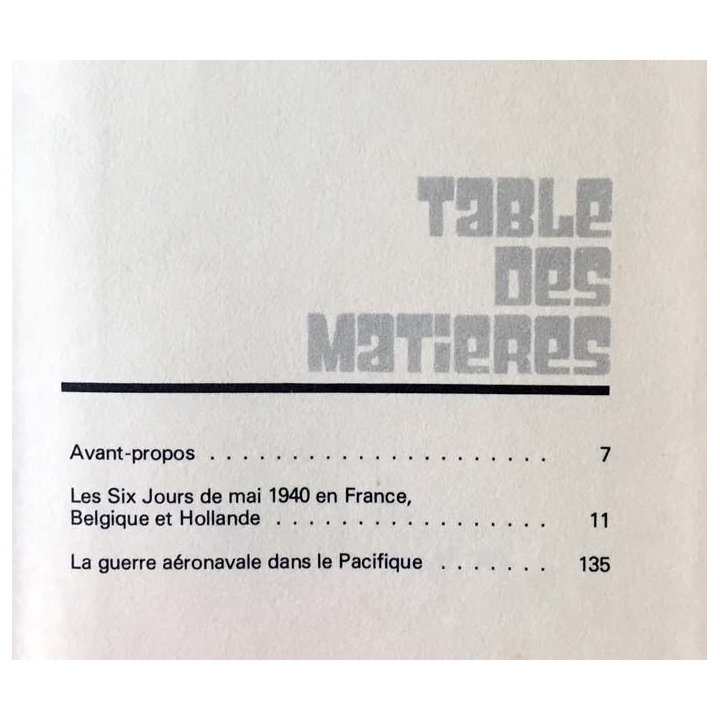 TABLE
DES
MATIERES
Avant-propos . . . . . . . . . . . . . . . . . . . . . . 7
Les Six Jours de mai 1940 en France,
Belgique et Hollande . . . . . . . . . . . . . . . . . . 11
La guerre aéronavale dans le Pacifique . . . . . . . 135